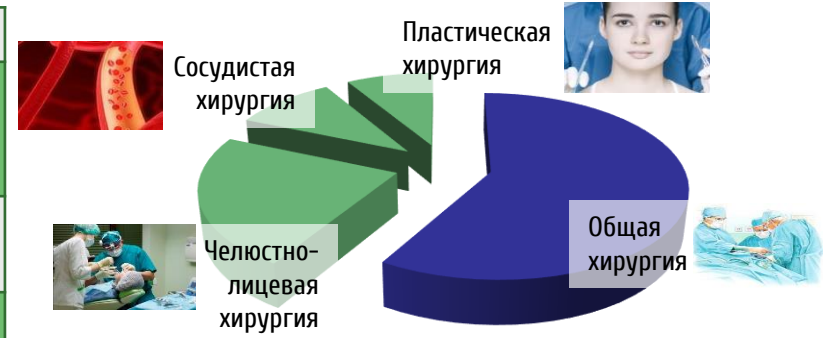 Пластическая
хирургия
Сосудистая
хирургия
Общая
хирургия
Челюстно-
лицевая
хирургия